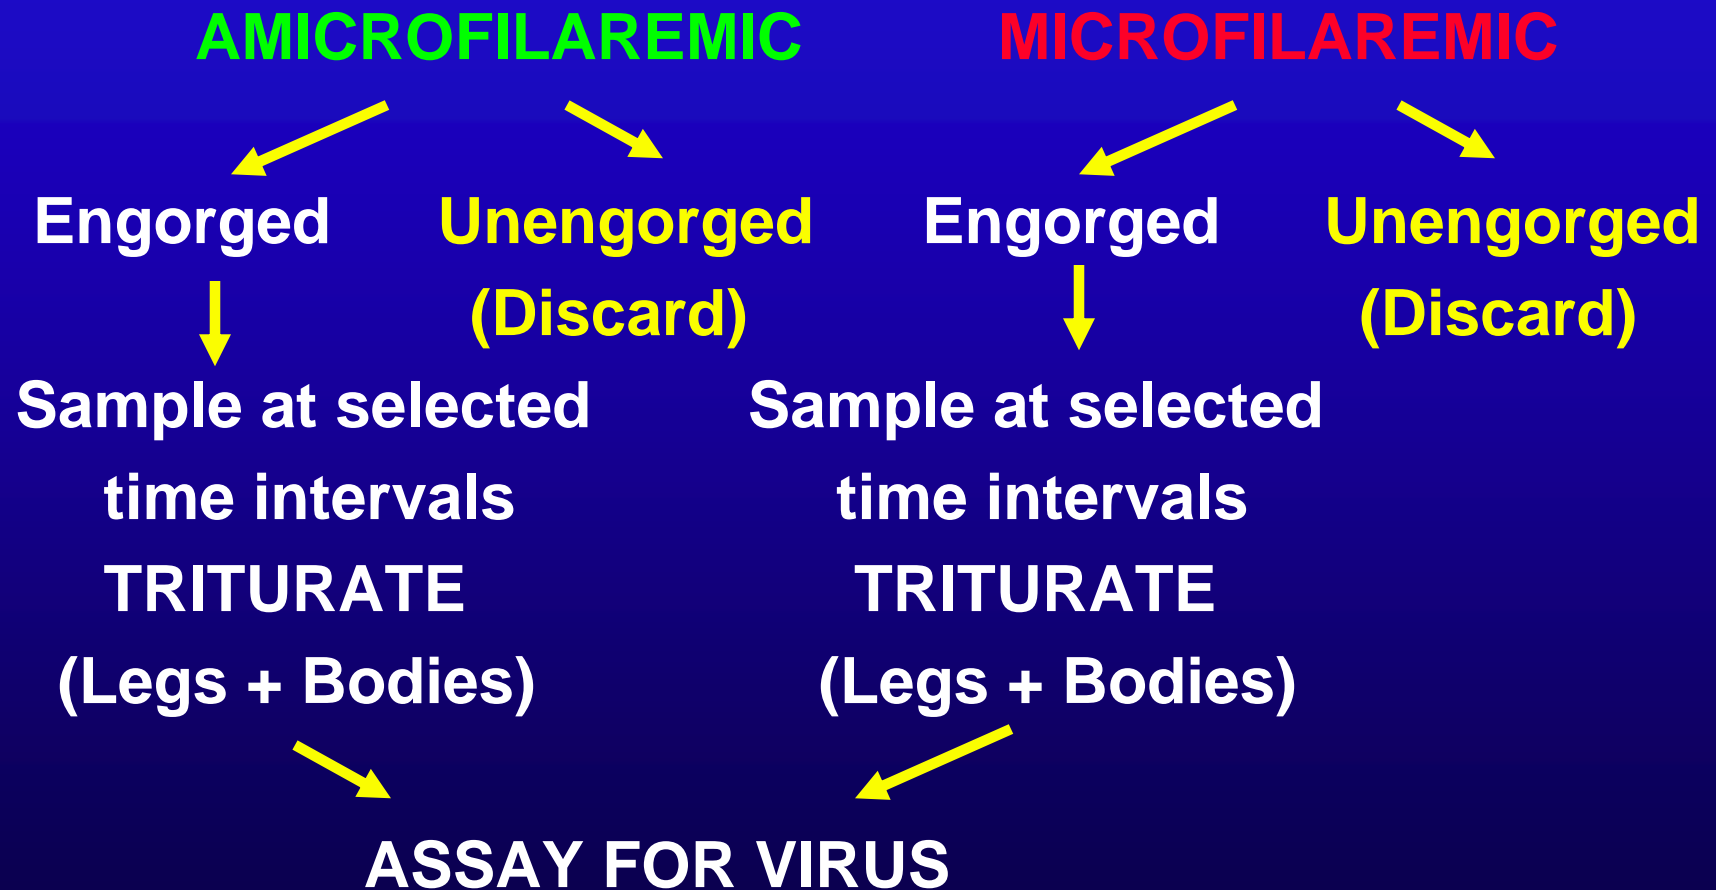 AMICROFILAREMIC MICROFILAREMIC
Engorged Unengorged Engorged Unengorged
(Discard) (Discard)
Sample at selected Sample at selected
time intervals time intervals
TRITURATE TRITURATE
(Legs + Bodies) (Legs + Bodies)
ASSAY FOR VIRUS